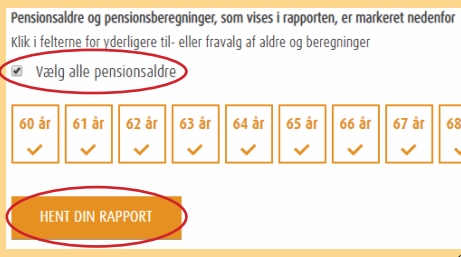 Pensionsaldre og pensionsberegninger, som vises i rapporten, er markeret nedenfor
Klik i felterne for yderligere til- eller fravalg af aldre og beregninger
Vælg alle pensionsaldre
60 år 61 år 62 år 63 år 64 år 65 år 66 år 67 år 68
HENT DIN RAPPORT